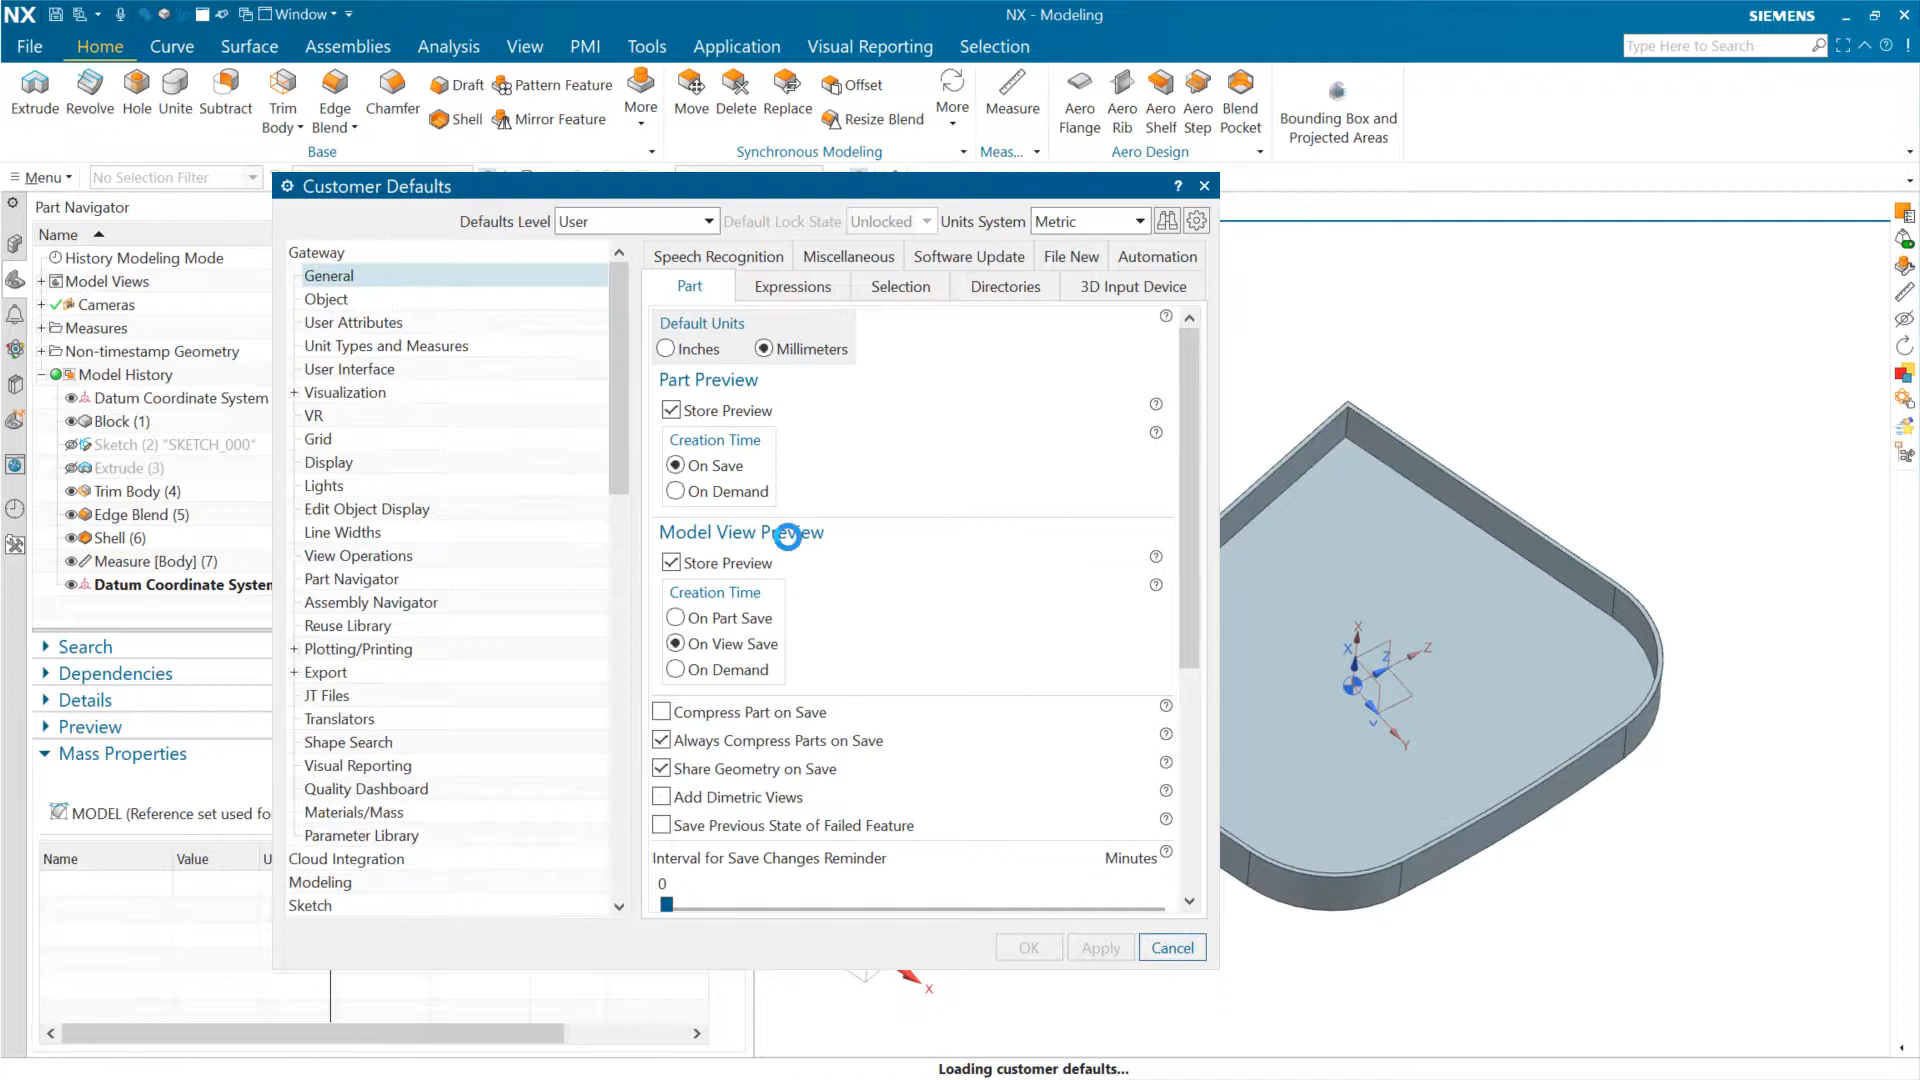 NX Window NX - Modeling SIEMENS
File Home Curve Surface Assemblies Analysis View PMI Tools Application Visual Reporting Selection Type Here to Search
Extrude Revolve Hole Unite Subtract Trim Body Edge Blend Chamfer Draft Pattern Feature Shell Mirror Feature More
Move Delete Replace Offset Resize Blend More Measure
Aero Flange Aero Rib Aero Shelf Aero Step Blend Pocket Bounding Box and Projected Areas
Base Synchronous Modeling Meas... Aero Design
Menu No Selection Filter
Part Navigator
Name
History Modeling Mode
Model Views
Cameras
Measures
Non-timestamp Geometry
Model History
Datum Coordinate System
Block (1)
Sketch (2) "SKETCH_000"
Extrude (3)
Trim Body (4)
Edge Blend (5)
Shell (6)
Measure [Body] (7)
Datum Coordinate System
Search
Dependencies
Details
Preview
Mass Properties
MODEL (Reference set used fo
Name Value U
Customer Defaults ?
Defaults Level User Default Lock State Unlocked Units System Metric
Gateway
General
Object
User Attributes
Unit Types and Measures
User Interface
Visualization
VR
Grid
Display
Lights
Edit Object Display
Line Widths
View Operations
Part Navigator
Assembly Navigator
Reuse Library
Plotting/Printing
Export
JT Files
Translators
Shape Search
Visual Reporting
Quality Dashboard
Materials/Mass
Parameter Library
Cloud Integration
Modeling
Sketch
Speech Recognition Miscellaneous Software Update File New Automation
Part Expressions Selection Directories 3D Input Device
Default Units
Inches Millimeters
Part Preview
Store Preview
Creation Time
On Save
On Demand
Model View Preview
Store Preview
Creation Time
On Part Save
On View Save
On Demand
Compress Part on Save
Always Compress Parts on Save
Share Geometry on Save
Add Dimetric Views
Save Previous State of Failed Feature
Interval for Save Changes Reminder Minutes
0
OK Apply Cancel
X
X
Z
Z
Y
Y
X
Loading customer defaults...